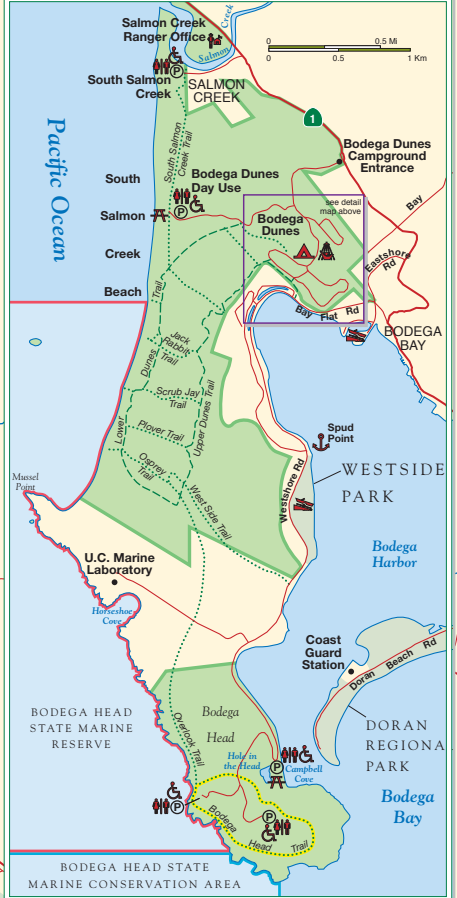 Salmon Creek
Ranger Office
Creek
Salmon
0 0.5 Mi
0 0.5 1 Km
P
South Salmon
Creek
SALMON
CREEK
1
South Salmon
Creek Trail
Bodega Dunes
Campground
Entrance
Pacific Ocean
South
Salmon
Creek
Beach
Bodega Dunes
Day Use
P
see detail
map above
Bay
Bodega
Dunes
Eastshore
Rd
Bay Flat Rd
BODEGA
BAY
Jack
Rabbit
Trail
Lower Dunes Trail
Scrub Jay
Trail
Upper Dunes Trail
Plover Trail
Osprey
Trail
West Side Trail
Spud
Point
WESTSIDE
PARK
Westshore Rd
Mussel
Point
Bodega
Harbor
U.C. Marine
Laboratory
Horseshoe
Cove
Coast
Guard
Station
Doran Beach Rd
BODEGA HEAD
STATE MARINE
RESERVE
Overlook Trail
Bodega
Head
DORAN
REGIONA
PARK
Hole in
the Head
P
Campbell
Cove
Bodega
Bay
P
P
Bodega Head Trail
BODEGA HEAD STATE
MARINE CONSERVATION AREA